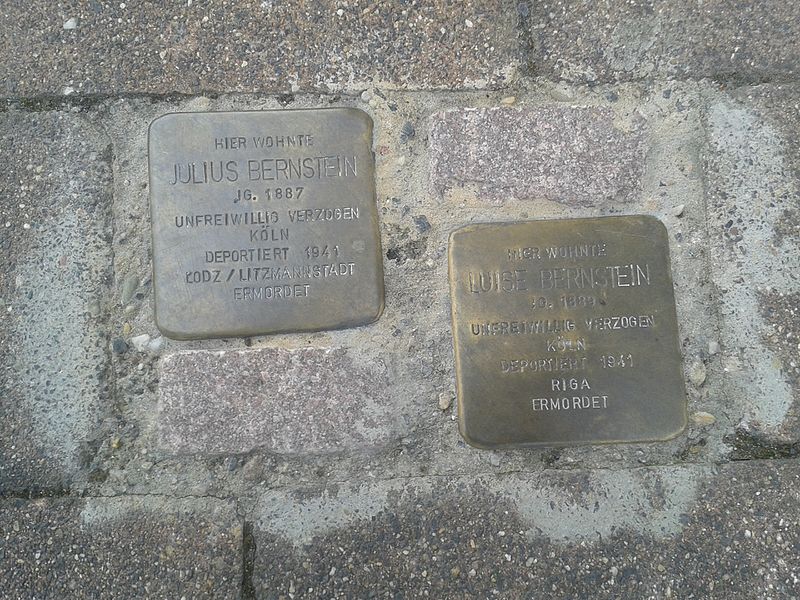 HIER WOHNTE
JULIUS BERNSTEIN
JG. 1887
UNFREIWILLIG VERZOGEN
KÖLN
DEPORTIERT 1941
ŁODZ / LITZMANNSTADT
ERMORDET
HIER WOHNTE
LUISE BERNSTEIN
JG. 1889
UNFREIWILLIG VERZOGEN
KÖLN
DEPORTIERT 1941
RIGA
ERMORDET